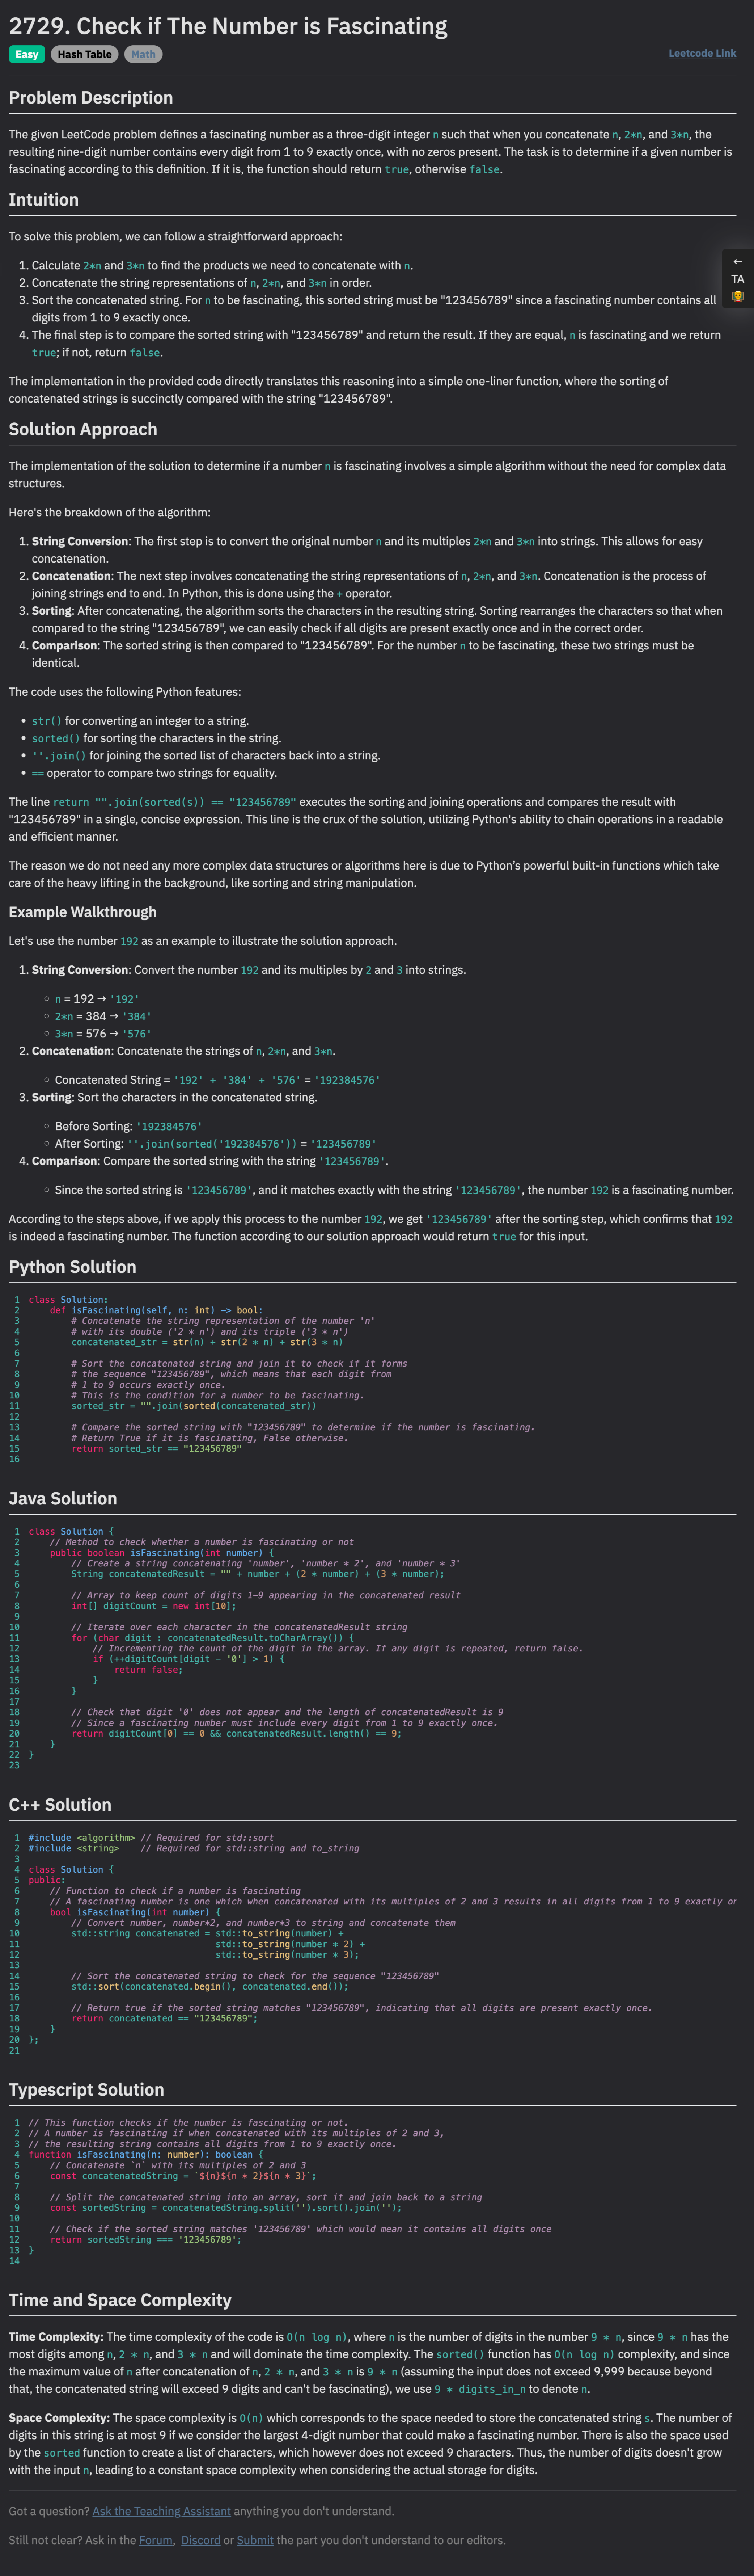 2729. Check if The Number is Fascinating
Easy Hash Table Math Leetcode Link
Problem Description
The given LeetCode problem defines a fascinating number as a three-digit integer n such that when you concatenate n, 2*n, and 3*n, the
resulting nine-digit number contains every digit from 1 to 9 exactly once, with no zeros present. The task is to determine if a given number is
fascinating according to this definition. If it is, the function should return true, otherwise false.
Intuition
To solve this problem, we can follow a straightforward approach:
←
TA
1. Calculate 2*n and 3*n to find the products we need to concatenate with n.
2. Concatenate the string representations of n, 2*n, and 3*n in order.
3. Sort the concatenated string. For n to be fascinating, this sorted string must be "123456789" since a fascinating number contains all
digits from 1 to 9 exactly once.
4. The final step is to compare the sorted string with "123456789" and return the result. If they are equal, n is fascinating and we return
true; if not, return false.
The implementation in the provided code directly translates this reasoning into a simple one-liner function, where the sorting of
concatenated strings is succinctly compared with the string "123456789".
Solution Approach
The implementation of the solution to determine if a number n is fascinating involves a simple algorithm without the need for complex data
structures.
Here's the breakdown of the algorithm:
1. String Conversion: The first step is to convert the original number n and its multiples 2*n and 3*n into strings. This allows for easy
concatenation.
2. Concatenation: The next step involves concatenating the string representations of n, 2*n, and 3*n. Concatenation is the process of
joining strings end to end. In Python, this is done using the + operator.
3. Sorting: After concatenating, the algorithm sorts the characters in the resulting string. Sorting rearranges the characters so that when
compared to the string "123456789", we can easily check if all digits are present exactly once and in the correct order.
4. Comparison: The sorted string is then compared to "123456789". For the number n to be fascinating, these two strings must be
identical.
The code uses the following Python features:
• str() for converting an integer to a string.
• sorted() for sorting the characters in the string.
• ''.join() for joining the sorted list of characters back into a string.
• == operator to compare two strings for equality.
The line return "".join(sorted(s)) == "123456789" executes the sorting and joining operations and compares the result with
"123456789" in a single, concise expression. This line is the crux of the solution, utilizing Python's ability to chain operations in a readable
and efficient manner.
The reason we do not need any more complex data structures or algorithms here is due to Python's powerful built-in functions which take
care of the heavy lifting in the background, like sorting and string manipulation.
Example Walkthrough
Let's use the number 192 as an example to illustrate the solution approach.
1. String Conversion: Convert the number 192 and its multiples by 2 and 3 into strings.
○ n = 192 → '192'
○ 2*n = 384 → '384'
○ 3*n = 576 → '576'
2. Concatenation: Concatenate the strings of n, 2*n, and 3*n.
○ Concatenated String = '192' + '384' + '576' = '192384576'
3. Sorting: Sort the characters in the concatenated string.
○ Before Sorting: '192384576'
○ After Sorting: ''.join(sorted('192384576')) = '123456789'
4. Comparison: Compare the sorted string with the string '123456789'.
○ Since the sorted string is '123456789', and it matches exactly with the string '123456789', the number 192 is a fascinating number.
According to the steps above, if we apply this process to the number 192, we get '123456789' after the sorting step, which confirms that 192
is indeed a fascinating number. The function according to our solution approach would return true for this input.
Python Solution
1 class Solution:
2     def isFascinating(self, n: int) -> bool:
3         # Concatenate the string representation of the number 'n'
4         # with its double ('2 * n') and its triple ('3 * n')
5         concatenated_str = str(n) + str(2 * n) + str(3 * n)
6
7         # Sort the concatenated string and join it to check if it forms
8         # the sequence "123456789", which means that each digit from
9         # 1 to 9 occurs exactly once.
10         # This is the condition for a number to be fascinating.
11         sorted_str = "".join(sorted(concatenated_str))
12
13         # Compare the sorted string with "123456789" to determine if the number is fascinating.
14         # Return True if it is fascinating, False otherwise.
15         return sorted_str == "123456789"
16
Java Solution
1 class Solution {
2     // Method to check whether a number is fascinating or not
3     public boolean isFascinating(int number) {
4         // Create a string concatenating 'number', 'number * 2', and 'number * 3'
5         String concatenatedResult = "" + number + (2 * number) + (3 * number);
6
7         // Array to keep count of digits 1-9 appearing in the concatenated result
8         int[] digitCount = new int[10];
9
10         // Iterate over each character in the concatenatedResult string
11         for (char digit : concatenatedResult.toCharArray()) {
12             // Incrementing the count of the digit in the array. If any digit is repeated, return false.
13             if (++digitCount[digit - '0'] > 1) {
14                 return false;
15             }
16         }
17
18         // Check that digit '0' does not appear and the length of concatenatedResult is 9
19         // Since a fascinating number must include every digit from 1 to 9 exactly once.
20         return digitCount[0] == 0 && concatenatedResult.length() == 9;
21     }
22 }
23
C++ Solution
1 #include <algorithm> // Required for std::sort
2 #include <string>    // Required for std::string and to_string
3
4 class Solution {
5 public:
6     // Function to check if a number is fascinating
7     // A fascinating number is one which when concatenated with its multiples of 2 and 3 results in all digits from 1 to 9 exactly or
8     bool isFascinating(int number) {
9         // Convert number, number*2, and number*3 to string and concatenate them
10         std::string concatenated = std::to_string(number) +
11                                    std::to_string(number * 2) +
12                                    std::to_string(number * 3);
13
14         // Sort the concatenated string to check for the sequence "123456789"
15         std::sort(concatenated.begin(), concatenated.end());
16
17         // Return true if the sorted string matches "123456789", indicating that all digits are present exactly once.
18         return concatenated == "123456789";
19     }
20 };
21
Typescript Solution
1 // This function checks if the number is fascinating or not.
2 // A number is fascinating if when concatenated with its multiples of 2 and 3,
3 // the resulting string contains all digits from 1 to 9 exactly once.
4 function isFascinating(n: number): boolean {
5     // Concatenate `n` with its multiples of 2 and 3
6     const concatenatedString = `${n}${n * 2}${n * 3}`;
7
8     // Split the concatenated string into an array, sort it and join back to a string
9     const sortedString = concatenatedString.split('').sort().join('');
10
11     // Check if the sorted string matches '123456789' which would mean it contains all digits once
12     return sortedString === '123456789';
13 }
14
Time and Space Complexity
Time Complexity: The time complexity of the code is O(n log n), where n is the number of digits in the number 9 * n, since 9 * n has the
most digits among n, 2 * n, and 3 * n and will dominate the time complexity. The sorted() function has O(n log n) complexity, and since
the maximum value of n after concatenation of n, 2 * n, and 3 * n is 9 * n (assuming the input does not exceed 9,999 because beyond
that, the concatenated string will exceed 9 digits and can't be fascinating), we use 9 * digits_in_n to denote n.
Space Complexity: The space complexity is O(n) which corresponds to the space needed to store the concatenated string s. The number of
digits in this string is at most 9 if we consider the largest 4-digit number that could make a fascinating number. There is also the space used
by the sorted function to create a list of characters, which however does not exceed 9 characters. Thus, the number of digits doesn't grow
with the input n, leading to a constant space complexity when considering the actual storage for digits.
Got a question? Ask the Teaching Assistant anything you don't understand.
Still not clear? Ask in the Forum, Discord or Submit the part you don't understand to our editors.